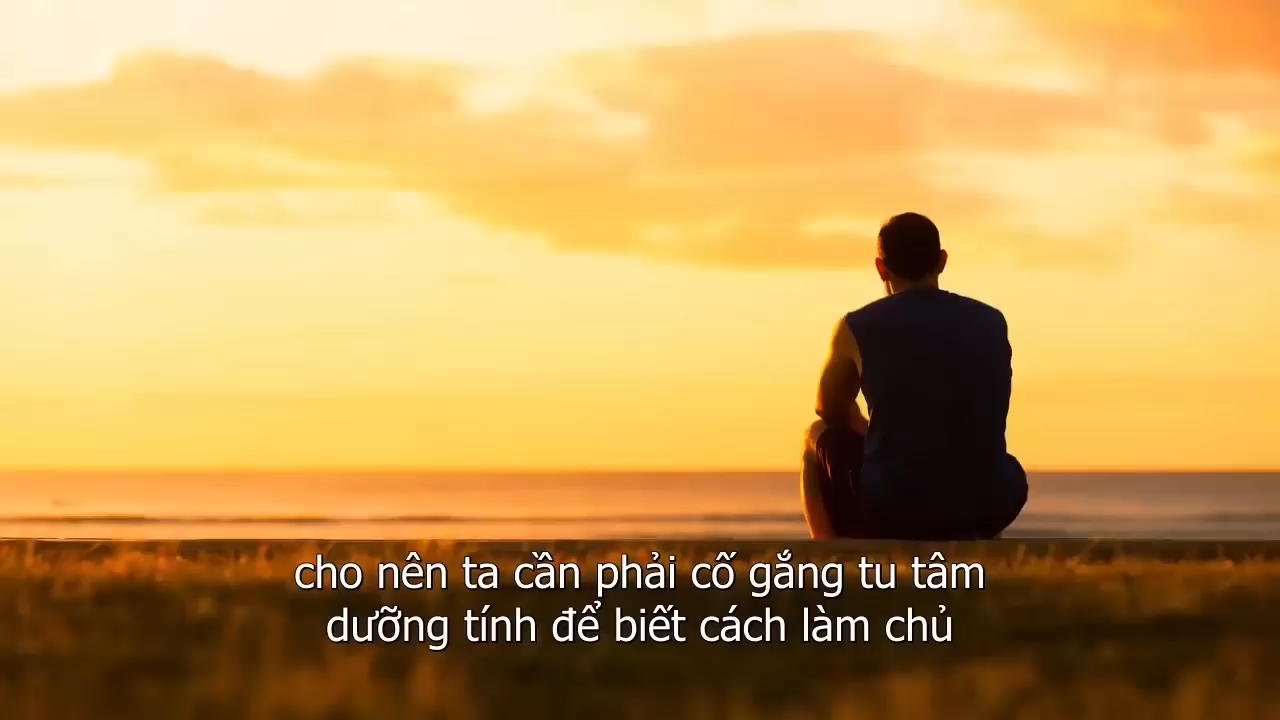 cho nên ta cần phải cố gắng tu tâm
dưỡng tính để biết cách làm chủ